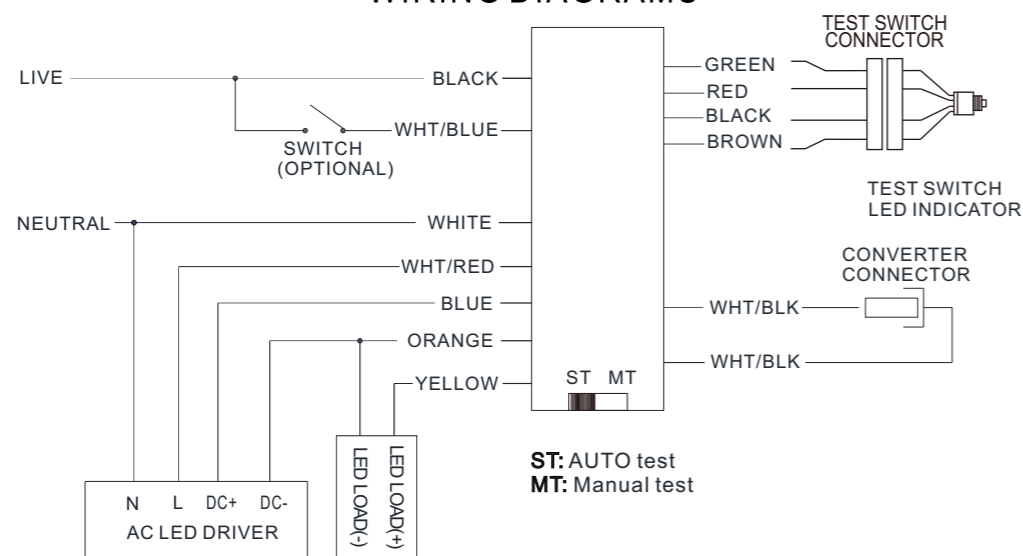 WIRING DIAGRAMS
TEST SWITCH
CONNECTOR
LIVE
BLACK
GREEN
RED
BLACK
BROWN
WHT/BLUE
SWITCH
(OPTIONAL)
TEST SWITCH
LED INDICATOR
NEUTRAL
WHITE
CONVERTER
CONNECTOR
WHT/RED
BLUE
WHT/BLK
ORANGE
WHT/BLK
YELLOW
ST MT
ST: AUTO test
MT: Manual test
LED LOAD(-)
LED LOAD(+)
N L DC+ DC-
AC LED DRIVER